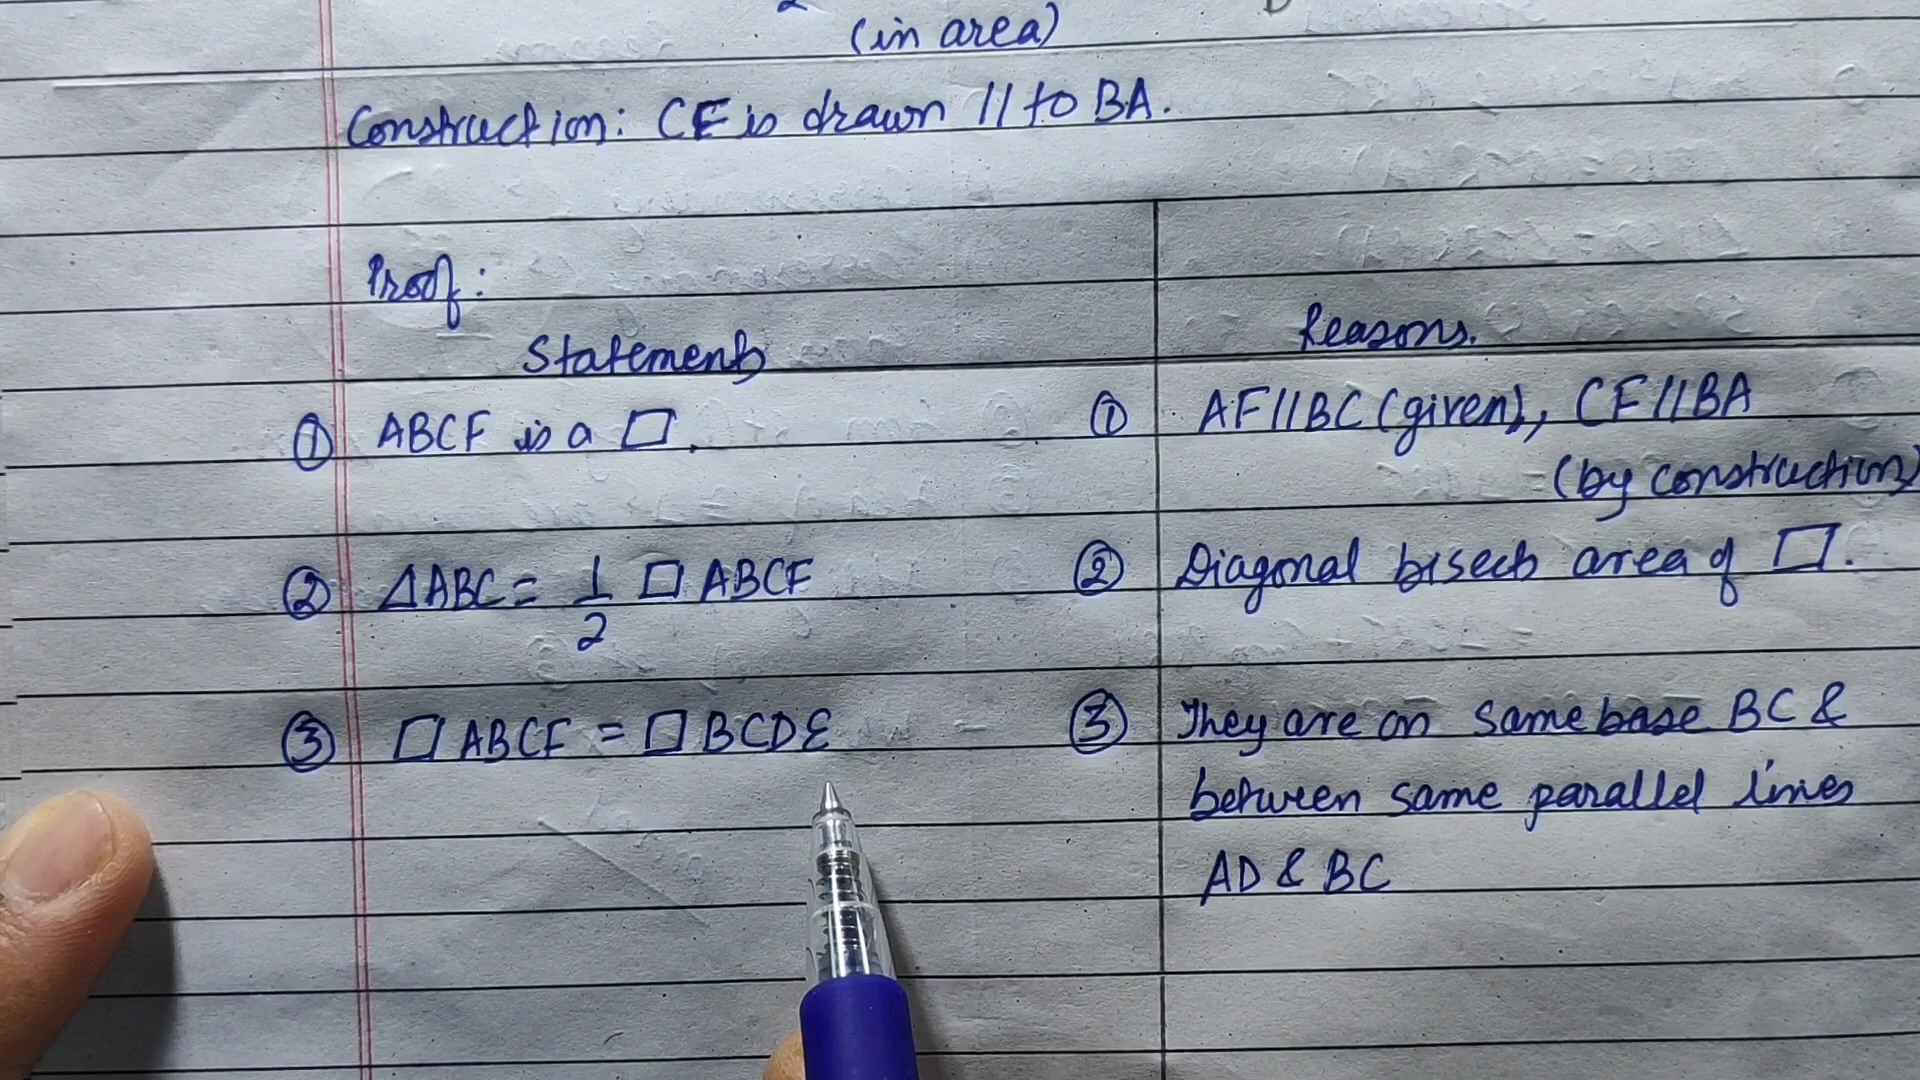 (in area)
Construction: CF is drawn // to BA.
Proof:
Statements
Reasons.
① ABCF is a ▱.
① AF//BC (given), CF//BA
(by construction)
② ΔABC = 1/2 ▱ ABCF
② Diagonal bisects area of ▱.
③ ▱ ABCF = ▱ BCDE
③ They are on same base BC &
between same parallel lines
AD & BC